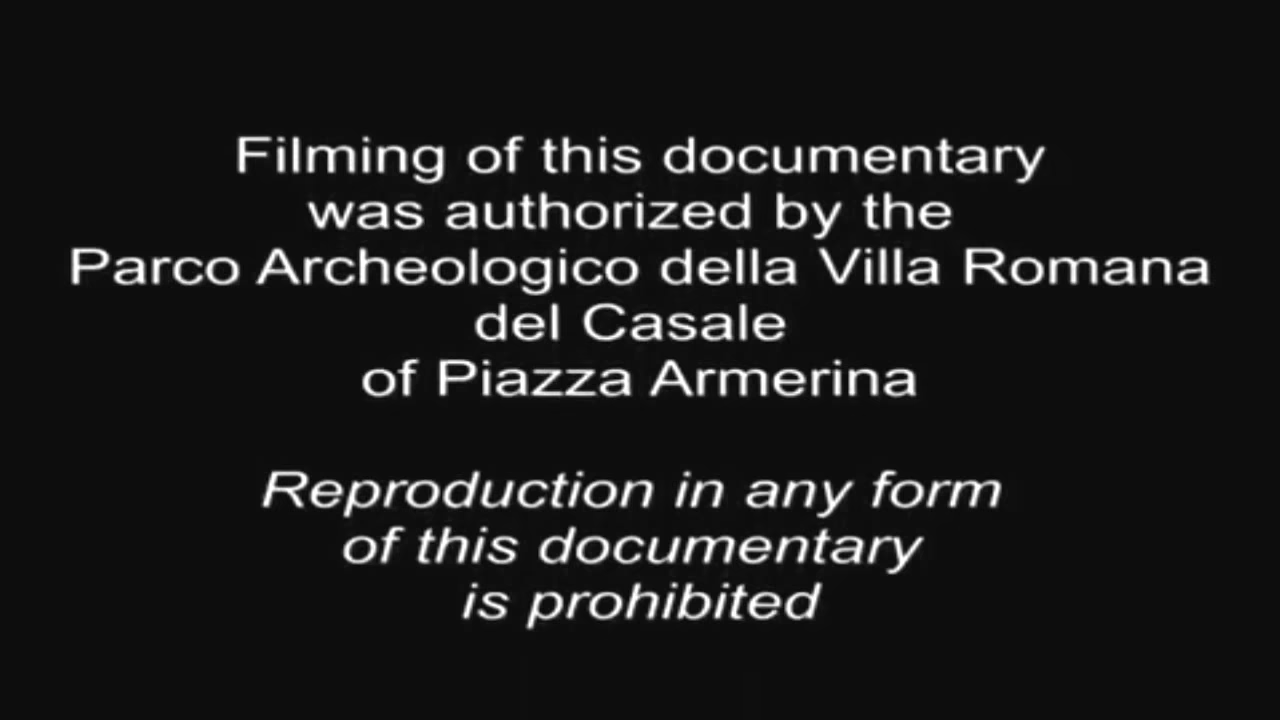 Filming of this documentary
was authorized by the
Parco Archeologico della Villa Romana
del Casale
of Piazza Armerina
Reproduction in any form
of this documentary
is prohibited